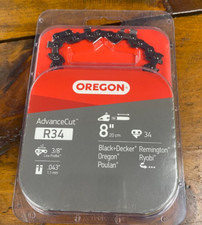 OREGON
AdvanceCut
R34
8"
20 cm
34
3/8"
Low Profile
.043"
1.1 mm
Black+Decker
Oregon
Poulan
Remington
Ryobi